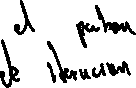 el patron
de iteracion